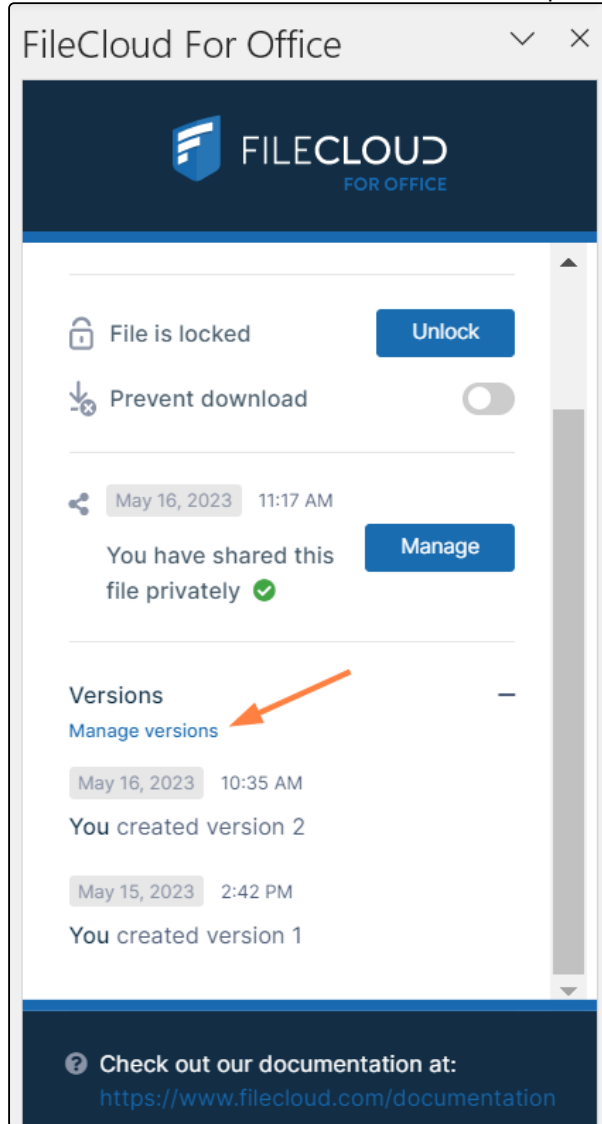 FileCloud For Office
FILECLOUD
FOR OFFICE
File is locked
Unlock
Prevent download
May 16, 2023 11:17 AM
You have shared this
file privately
Manage
Versions
Manage versions
May 16, 2023 10:35 AM
You created version 2
May 15, 2023 2:42 PM
You created version 1
Check out our documentation at:
https://www.filecloud.com/documentation